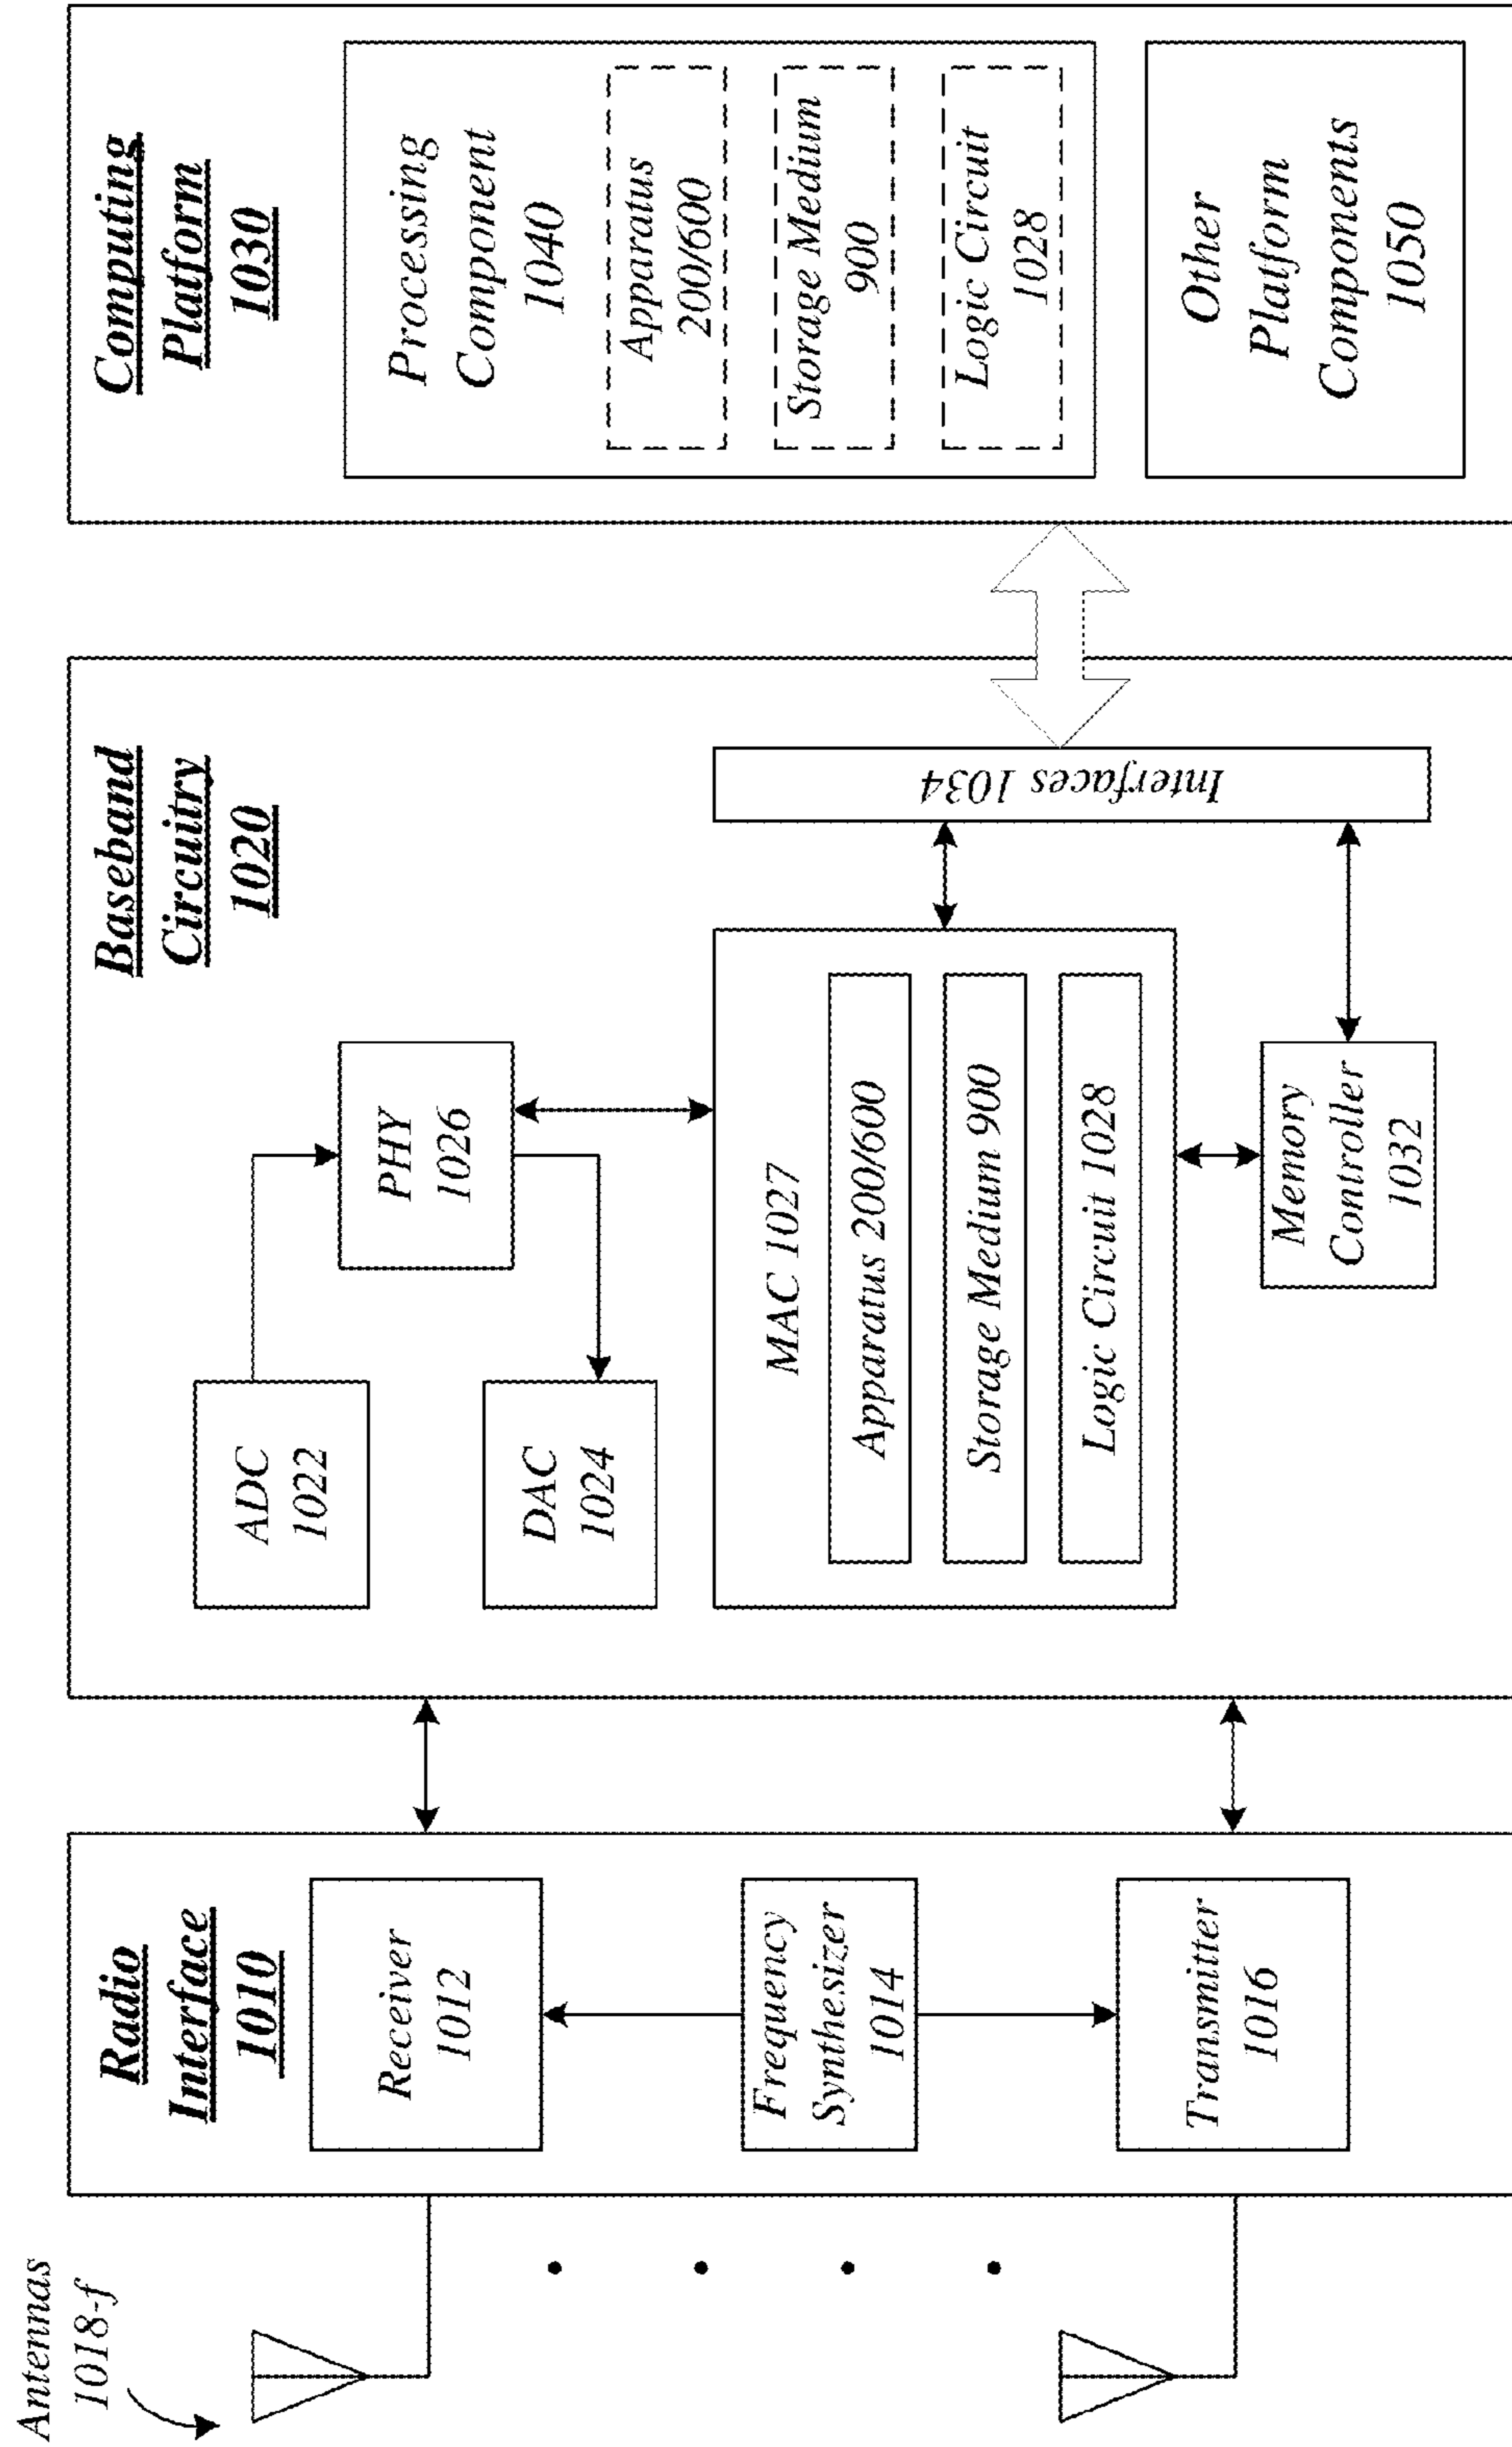 Antennas
1018-f
Radio
Interface
1010
Receiver
1012
Frequency
Synthesizer
1014
Transmitter
1016
Baseband
Circuitry
1020
ADC
1022
PHY
1026
DAC
1024
MAC 1027
Apparatus 200/600
Storage Medium 900
Logic Circuit 1028
Memory
Controller
1032
Interfaces 1034
Computing
Platform
1030
Processing
Component
1040
Apparatus
200/600
Storage Medium
900
Logic Circuit
1028
Other
Platform
Components
1050